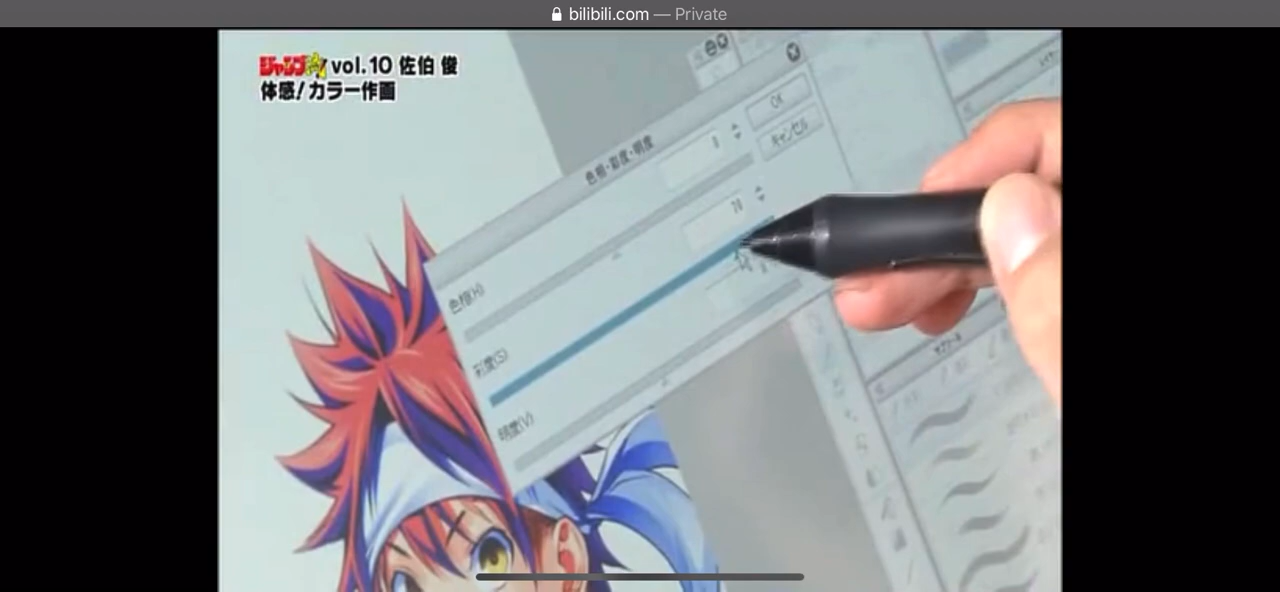 bilibili.com — Private
ジャンプ vol.10 佐伯 俊
体感！カラー作画
OK
キャンセル
色相・彩度・明度
色相(H)
彩度(S)
明度(V)